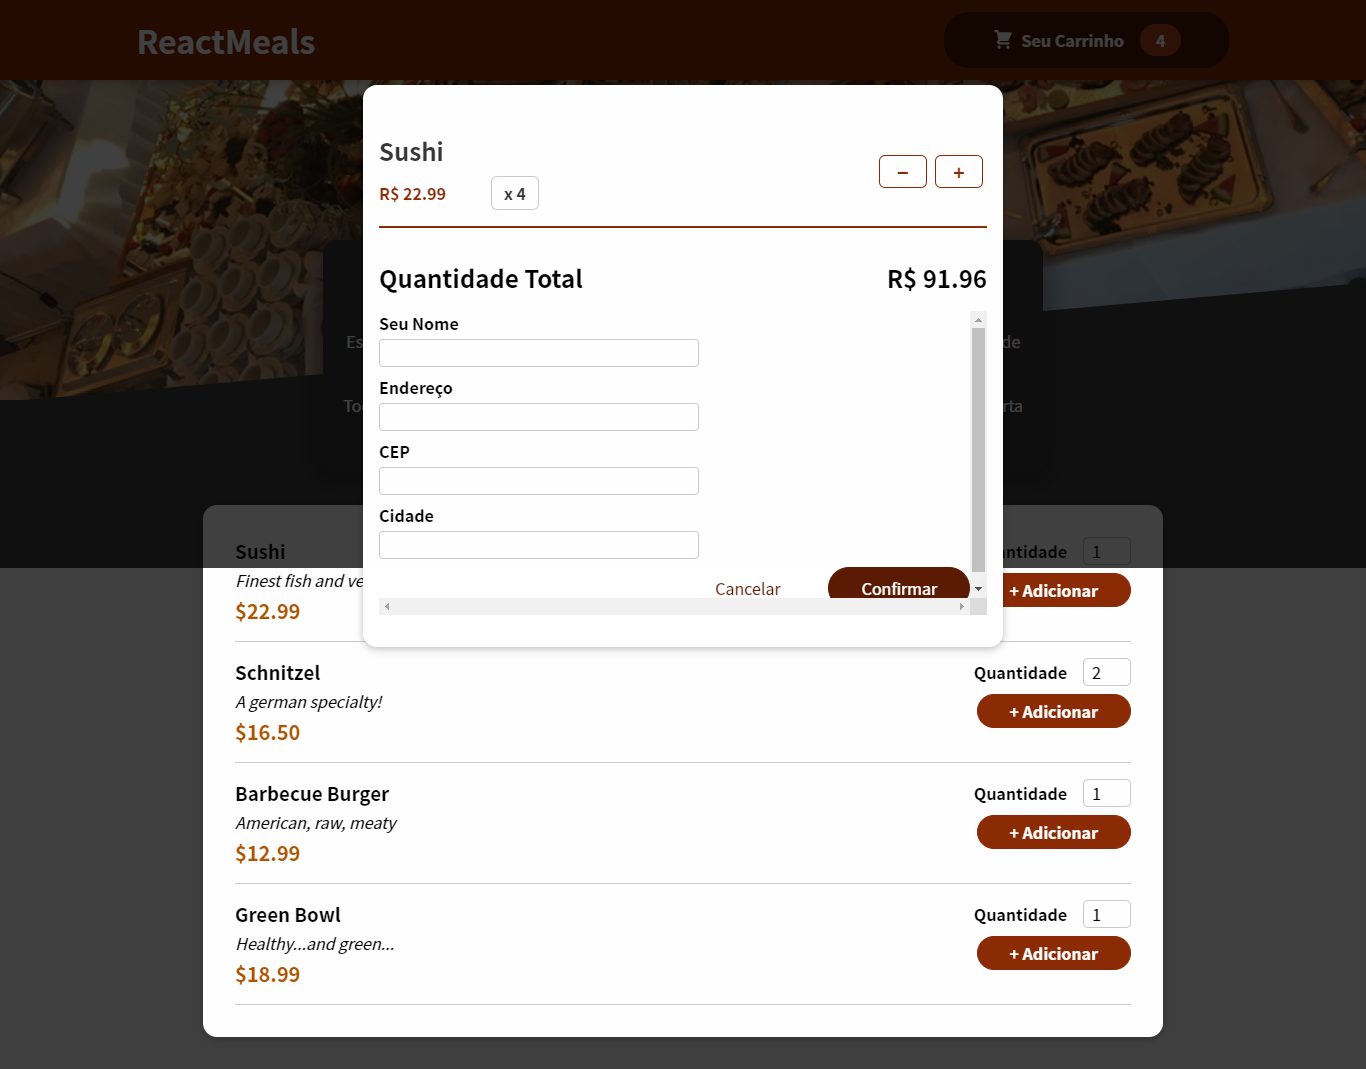 ReactMeals
Seu Carrinho 4
Sushi
R$ 22.99 x 4
− +
Quantidade Total R$ 91.96
Seu Nome
Es de
Endereço
To rta
CEP
Cidade
Sushi ntidade 1
Finest fish and ve
Cancelar Confirmar + Adicionar
$22.99
Schnitzel Quantidade 2
A german specialty! + Adicionar
$16.50
Barbecue Burger Quantidade 1
American, raw, meaty + Adicionar
$12.99
Green Bowl Quantidade 1
Healthy...and green... + Adicionar
$18.99